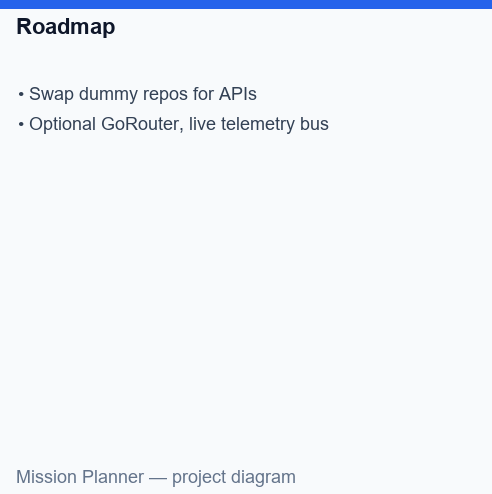 Roadmap
• Swap dummy repos for APIs
• Optional GoRouter, live telemetry bus
Mission Planner — project diagram